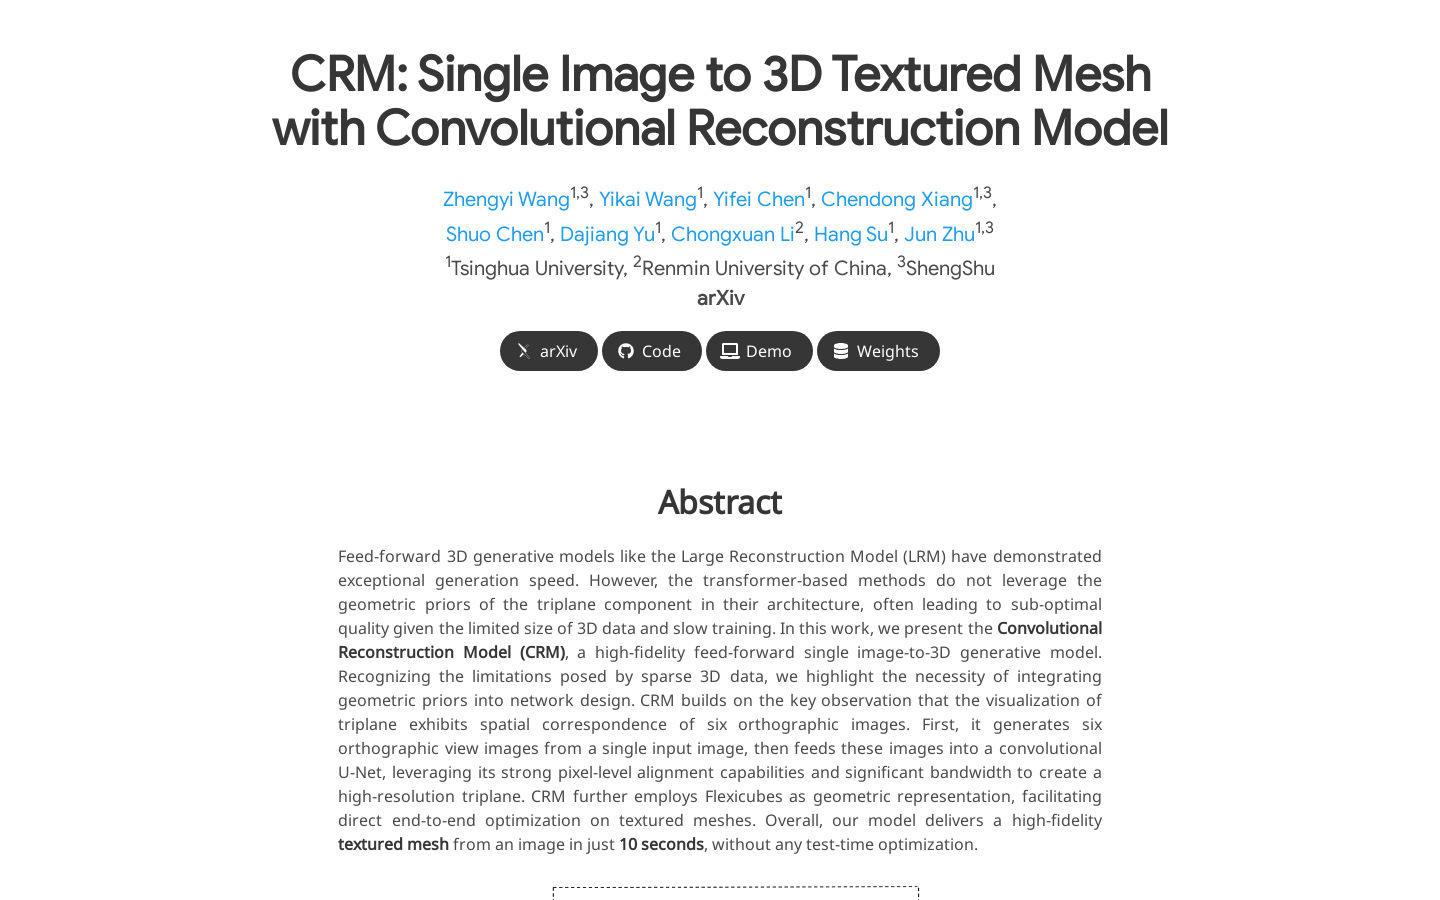 CRM: Single Image to 3D Textured Mesh
with Convolutional Reconstruction Model
Zhengyi Wang1,3, Yikai Wang1, Yifei Chen1, Chendong Xiang1,3,
Shuo Chen1, Dajiang Yu1, Chongxuan Li2, Hang Su1, Jun Zhu1,3
1Tsinghua University, 2Renmin University of China, 3ShengShu
arXiv
arXiv Code Demo Weights
Abstract
Feed-forward 3D generative models like the Large Reconstruction Model (LRM) have demonstrated
exceptional generation speed. However, the transformer-based methods do not leverage the
geometric priors of the triplane component in their architecture, often leading to sub-optimal
quality given the limited size of 3D data and slow training. In this work, we present the Convolutional
Reconstruction Model (CRM), a high-fidelity feed-forward single image-to-3D generative model.
Recognizing the limitations posed by sparse 3D data, we highlight the necessity of integrating
geometric priors into network design. CRM builds on the key observation that the visualization of
triplane exhibits spatial correspondence of six orthographic images. First, it generates six
orthographic view images from a single input image, then feeds these images into a convolutional
U-Net, leveraging its strong pixel-level alignment capabilities and significant bandwidth to create a
high-resolution triplane. CRM further employs Flexicubes as geometric representation, facilitating
direct end-to-end optimization on textured meshes. Overall, our model delivers a high-fidelity
textured mesh from an image in just 10 seconds, without any test-time optimization.